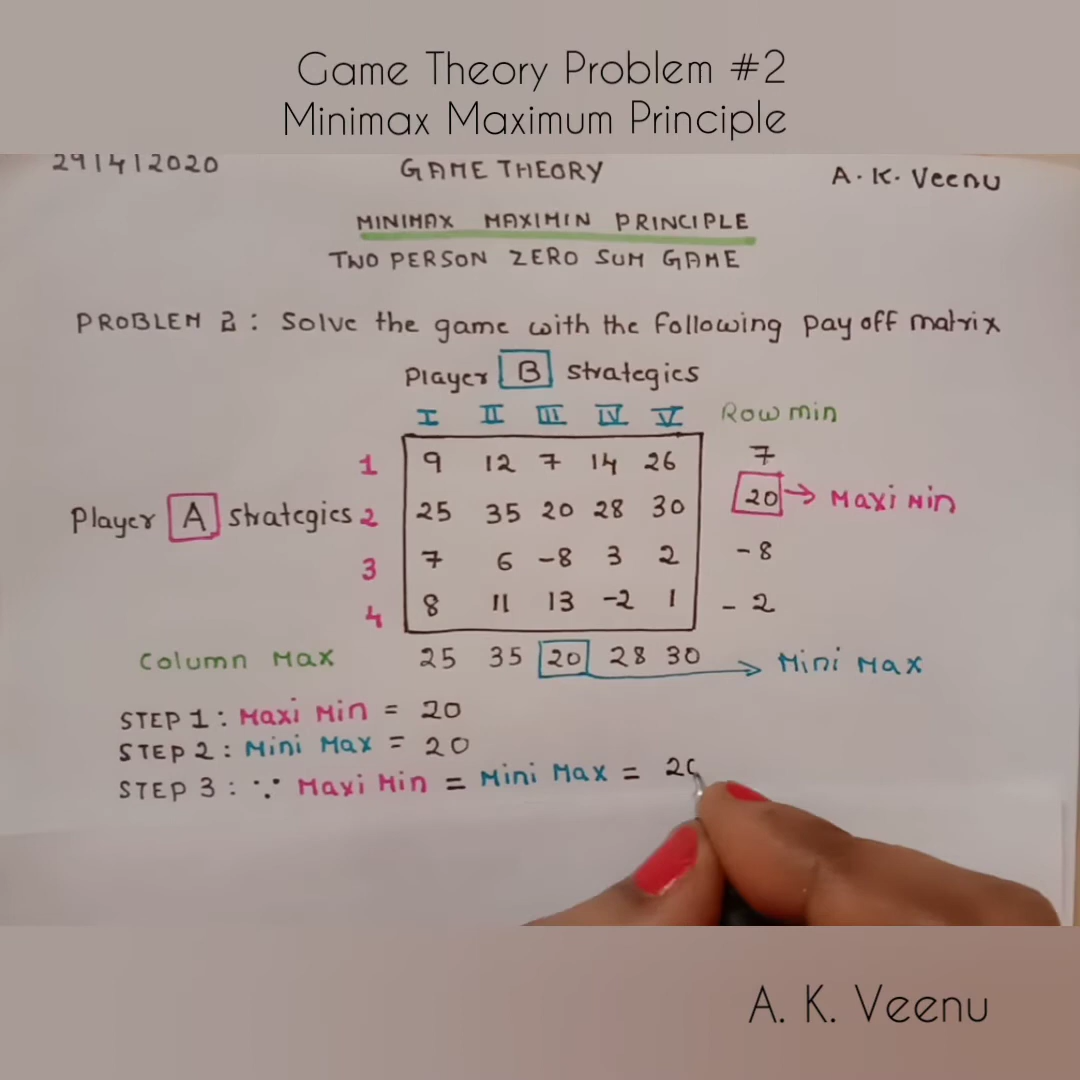 Game Theory Problem #2
Minimax Maximum Principle
29/4/2020 GAME THEORY A. K. Veenu
MINIMAX MAXIMIN PRINCIPLE
TWO PERSON ZERO SUM GAME
PROBLEM 2: Solve the game with the following pay off matrix
Player B strategies
I II III IV V Row min
1 9 12 7 14 26 7
Player A strategies 2 25 35 20 28 30 20 → Maxi Min
3 7 6 -8 3 2 -8
4 8 11 13 -2 1 -2
Column Max 25 35 20 28 30 → Mini Max
STEP 1: Maxi Min = 20
STEP 2: Mini Max = 20
STEP 3: ∵ Maxi Min = Mini Max = 20
A. K. Veenu